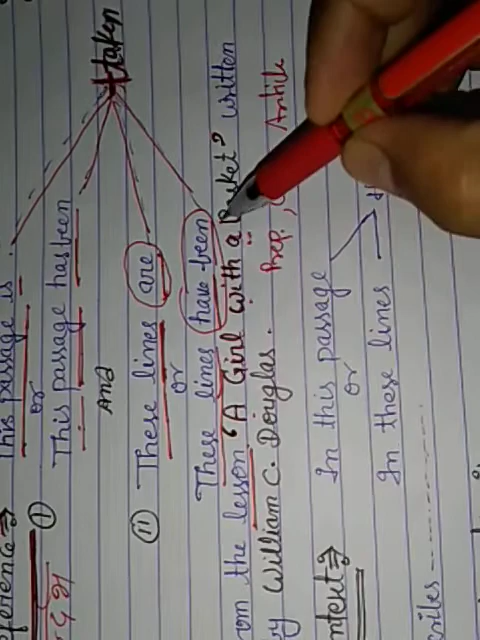 ference ⇒
(i) This passage is
or
This passage has been
And
taken
(ii) These lines are
or
These lines have been
from the lesson "A Girl with a Basket" written
by William C. Douglas.
Prep., Article
Context ⇒
In this passage
or
In these lines
writes